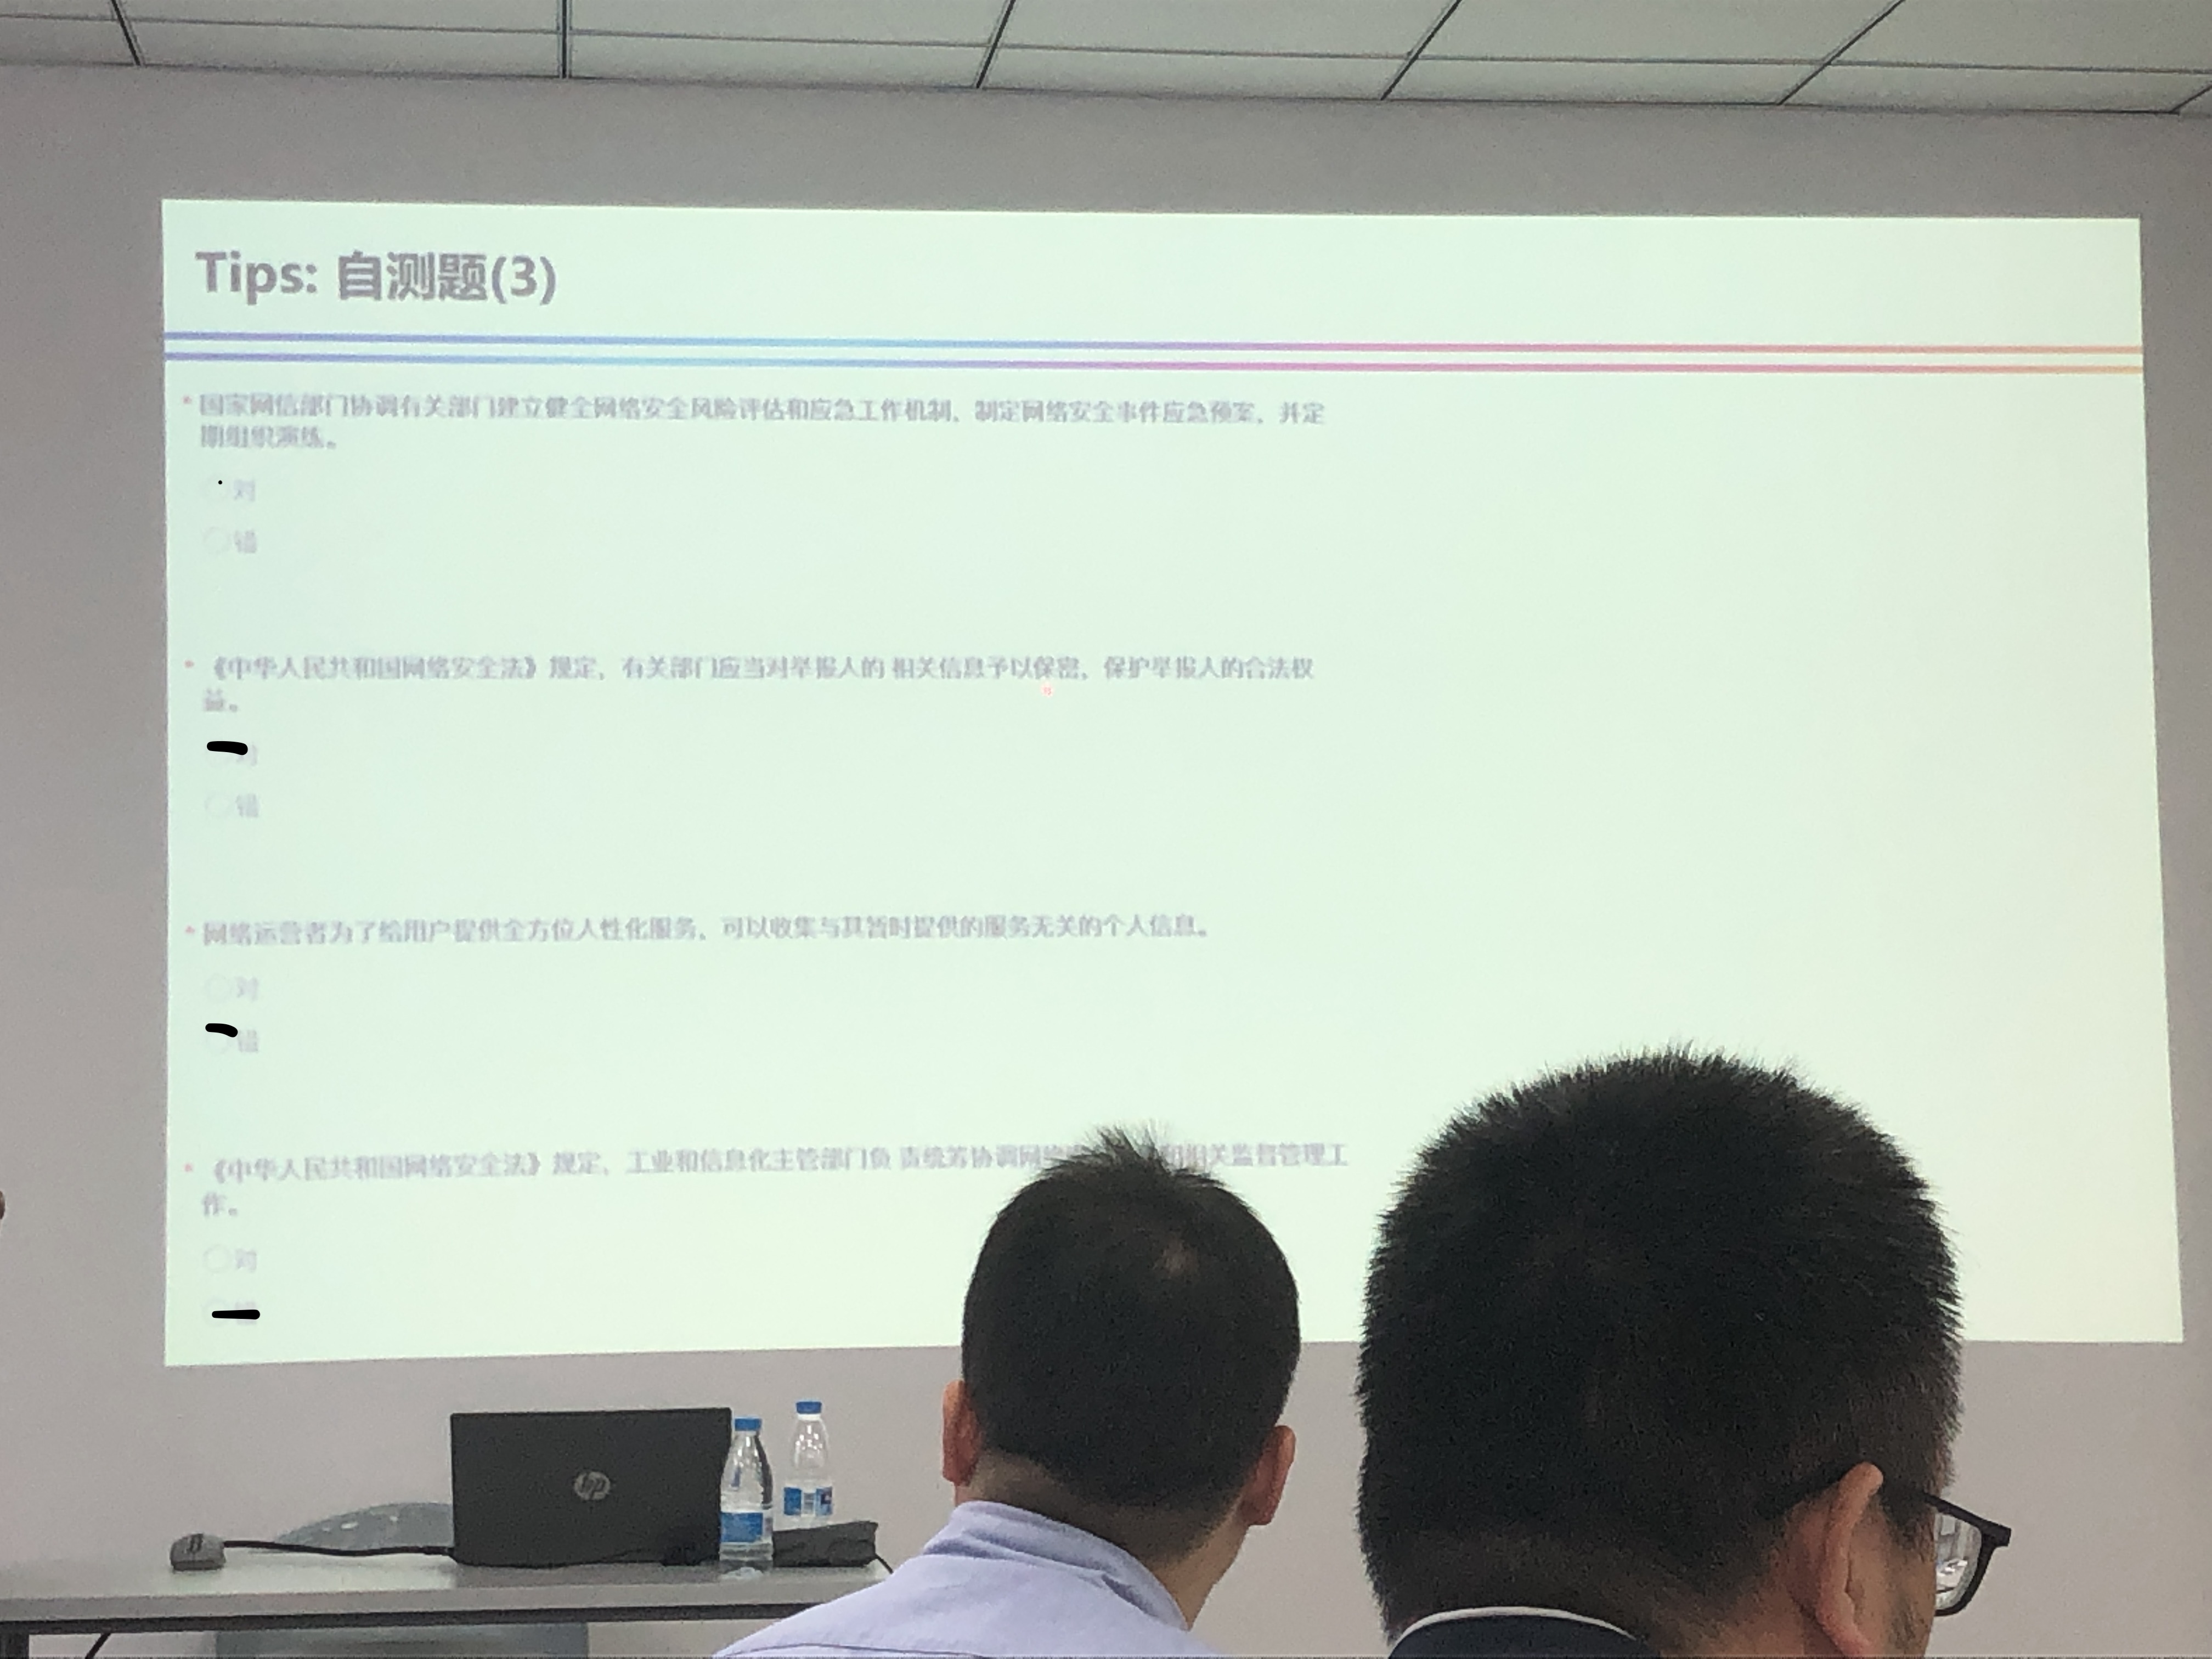 Tips: 自测题(3)
* 国家网信部门协调有关部门建立健全网络安全风险评估和应急工作机制，制定网络安全事件应急预案，并定
期组织演练。
对
错
* 《中华人民共和国网络安全法》规定，有关部门应当对举报人的 相关信息予以保密，保护举报人的合法权
益。
对
错
* 网络运营者为了给用户提供全方位人性化服务，可以收集与其暂时提供的服务无关的个人信息。
对
错
* 《中华人民共和国网络安全法》规定，工业和信息化主管部门负 责统筹协调网络 和相关监督管理工
作。
对
hp